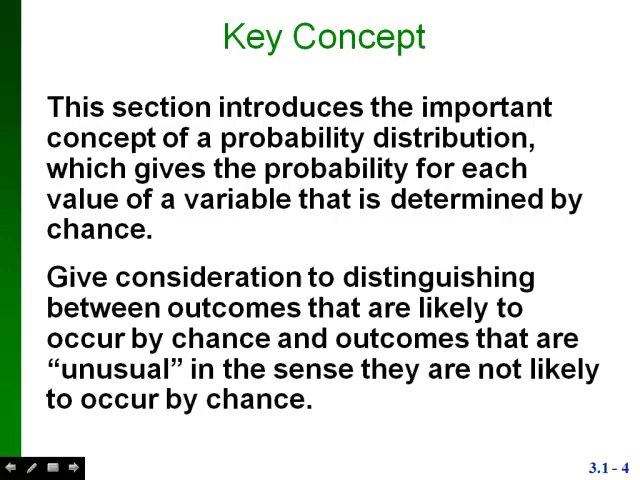 Key Concept
This section introduces the important
concept of a probability distribution,
which gives the probability for each
value of a variable that is determined by
chance.
Give consideration to distinguishing
between outcomes that are likely to
occur by chance and outcomes that are
“unusual” in the sense they are not likely
to occur by chance.
3.1 - 4